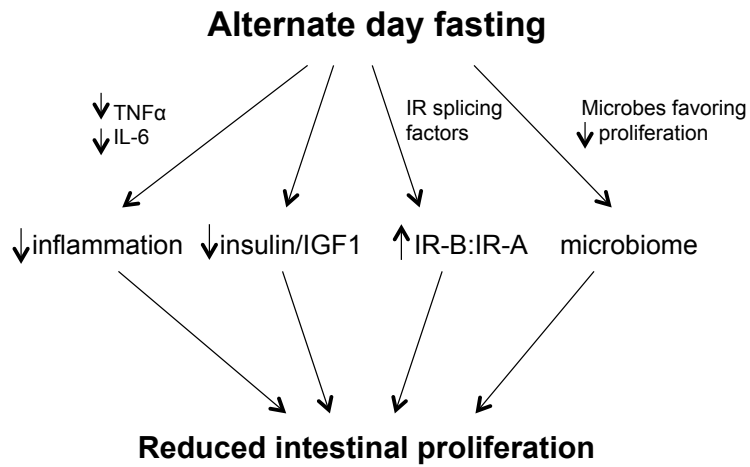 Alternate day fasting
↓ TNFα
↓ IL-6
IR splicing
factors
Microbes favoring
↓ proliferation
↓ inflammation
↓ insulin/IGF1
↑ IR-B:IR-A
microbiome
Reduced intestinal proliferation